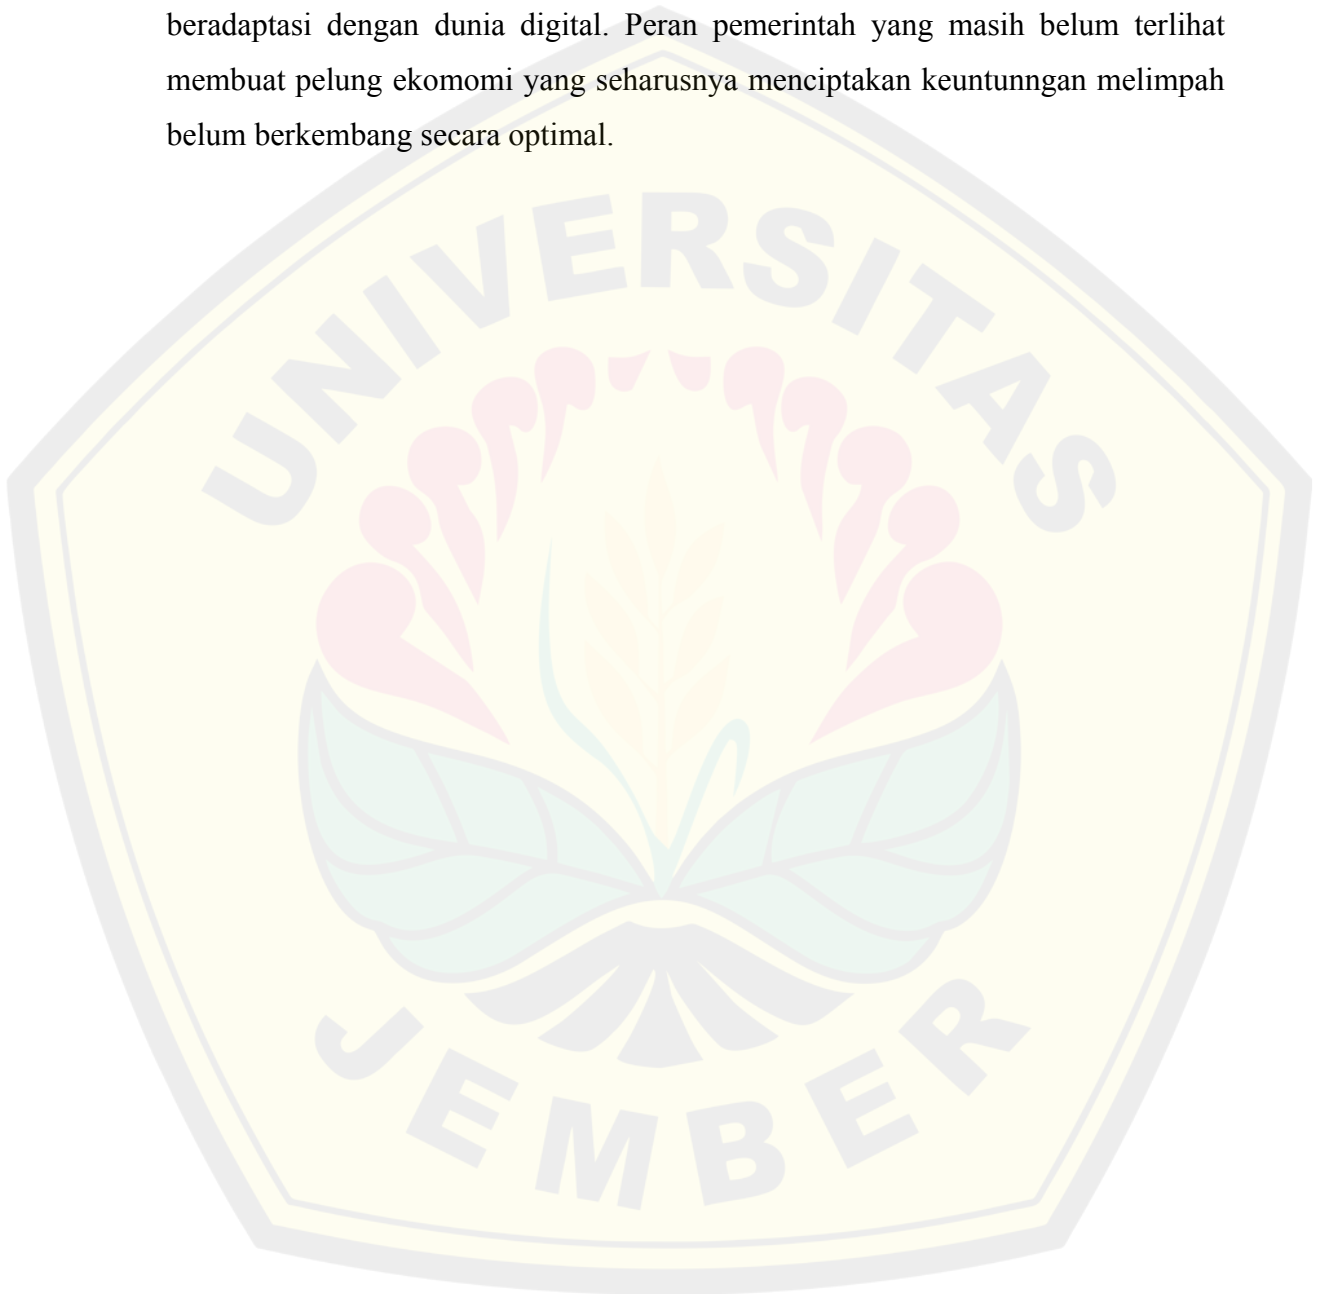 beradaptasi dengan dunia digital. Peran pemerintah yang masih belum terlihat
membuat pelung ekomomi yang seharusnya menciptakan keuntunngan melimpah
belum berkembang secara optimal.
UNIVERSITAS
JEMBER